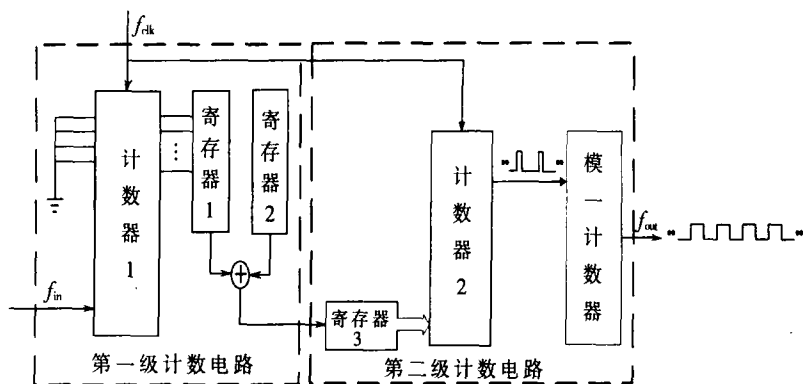 f_clk
计数器1
寄存器1
寄存器2
f_in
第一级计数电路
寄存器
3
计数器2
模一计数器
f_out
第二级计数电路